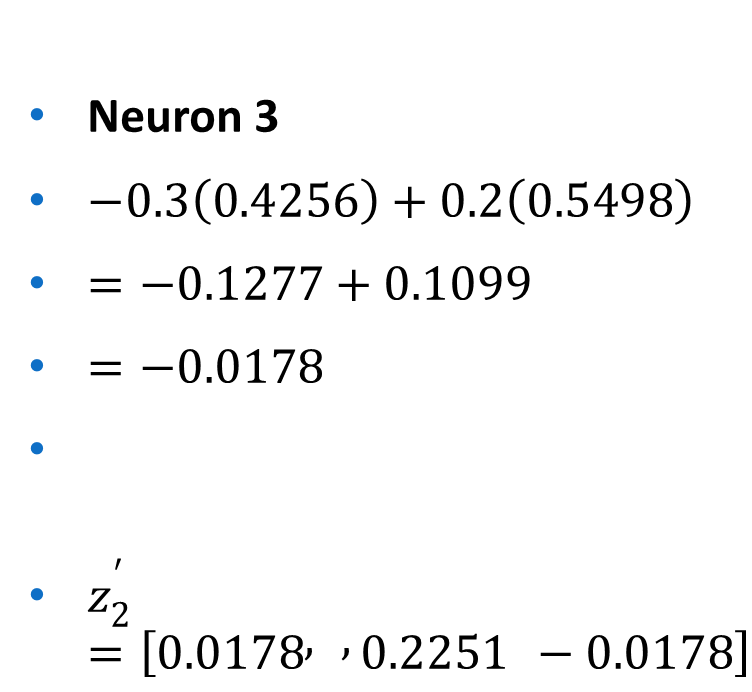 • Neuron 3
• −0.3(0.4256) + 0.2(0.5498)
• = −0.1277 + 0.1099
• = −0.0178
•
• z₂′
= [0.0178, , 0.2251 − 0.0178]